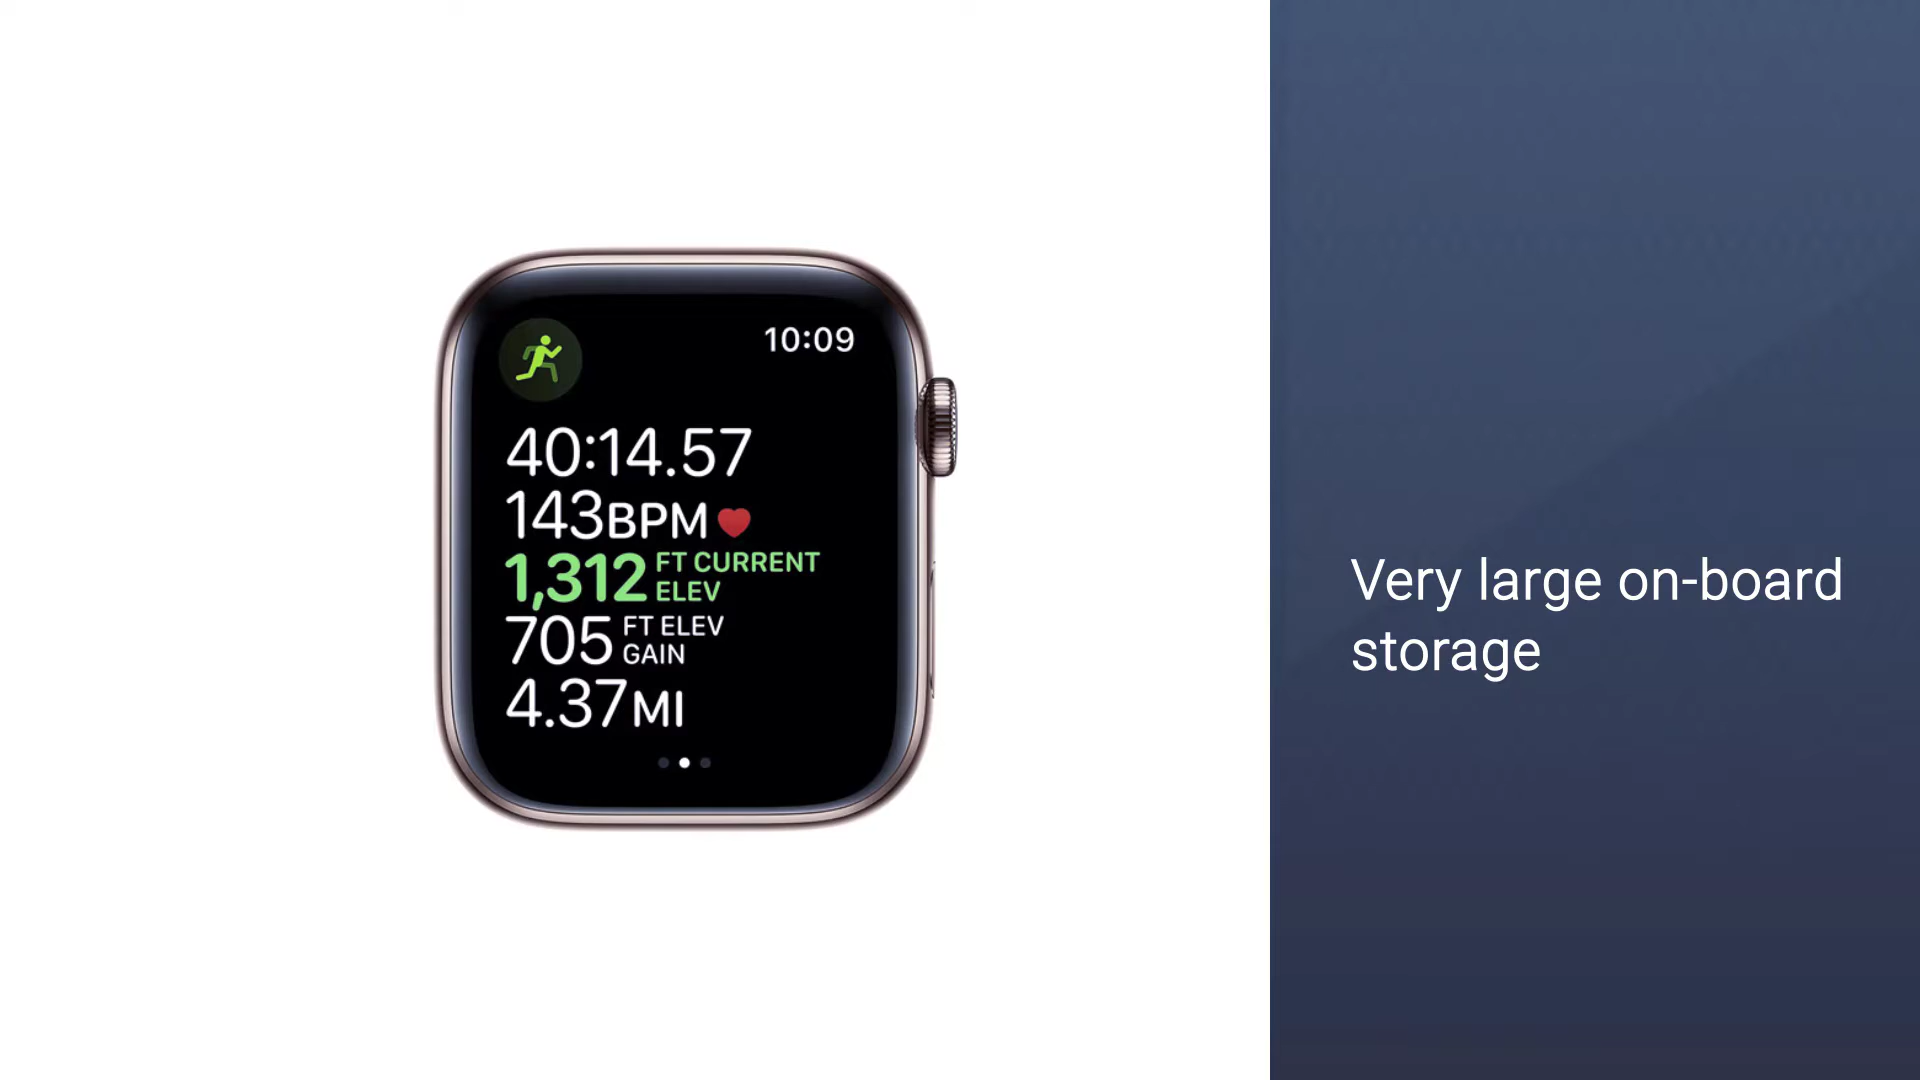 10:09
40:14.57
143BPM
1,312 FT CURRENT
ELEV
705 FT ELEV
GAIN
4.37MI
Very large on-board
storage